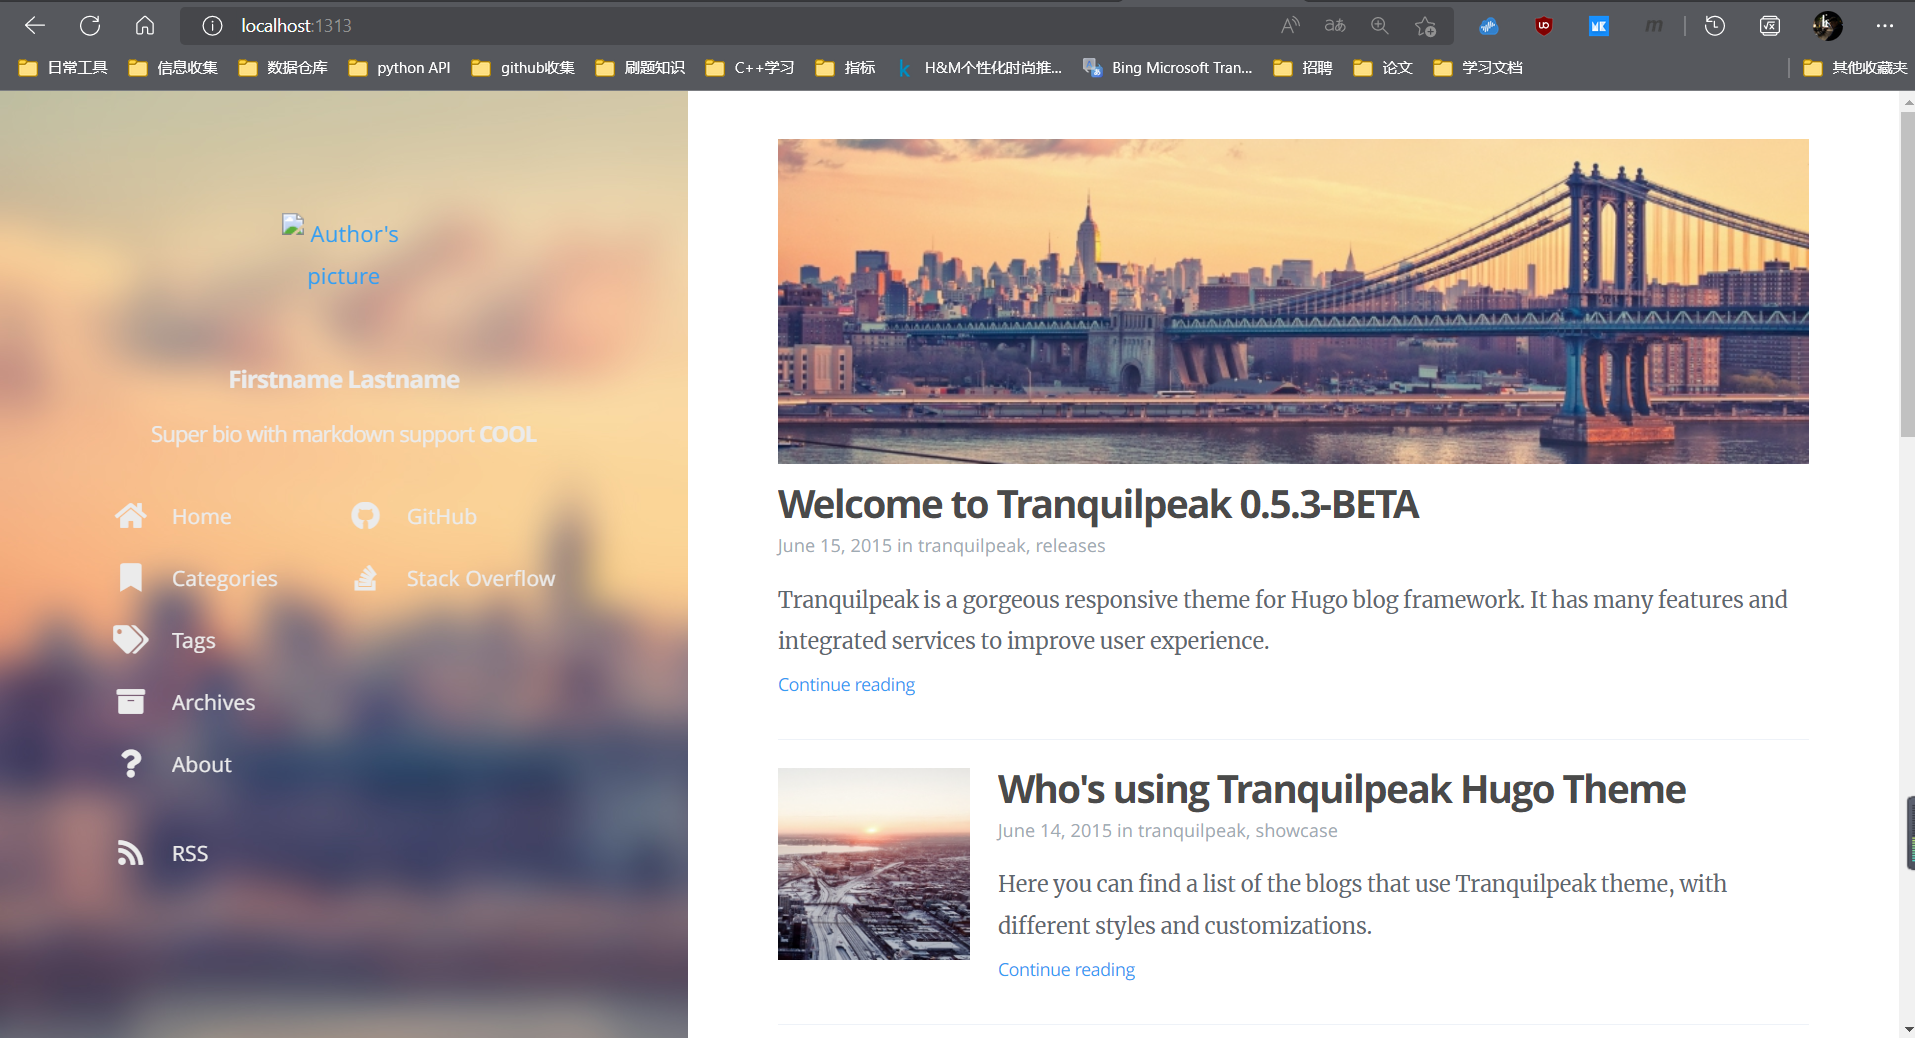 localhost:1313
日常工具 信息收集 数据仓库 python API github收集 刷题知识 C++学习 指标 H&M个性化时尚推... Bing Microsoft Tran... 招聘 论文 学习文档 其他收藏夹
Author's
picture
Firstname Lastname
Super bio with markdown support COOL
Home
GitHub
Categories
Stack Overflow
Tags
Archives
About
RSS
Welcome to Tranquilpeak 0.5.3-BETA
June 15, 2015 in tranquilpeak, releases
Tranquilpeak is a gorgeous responsive theme for Hugo blog framework. It has many features and
integrated services to improve user experience.
Continue reading
Who's using Tranquilpeak Hugo Theme
June 14, 2015 in tranquilpeak, showcase
Here you can find a list of the blogs that use Tranquilpeak theme, with
different styles and customizations.
Continue reading